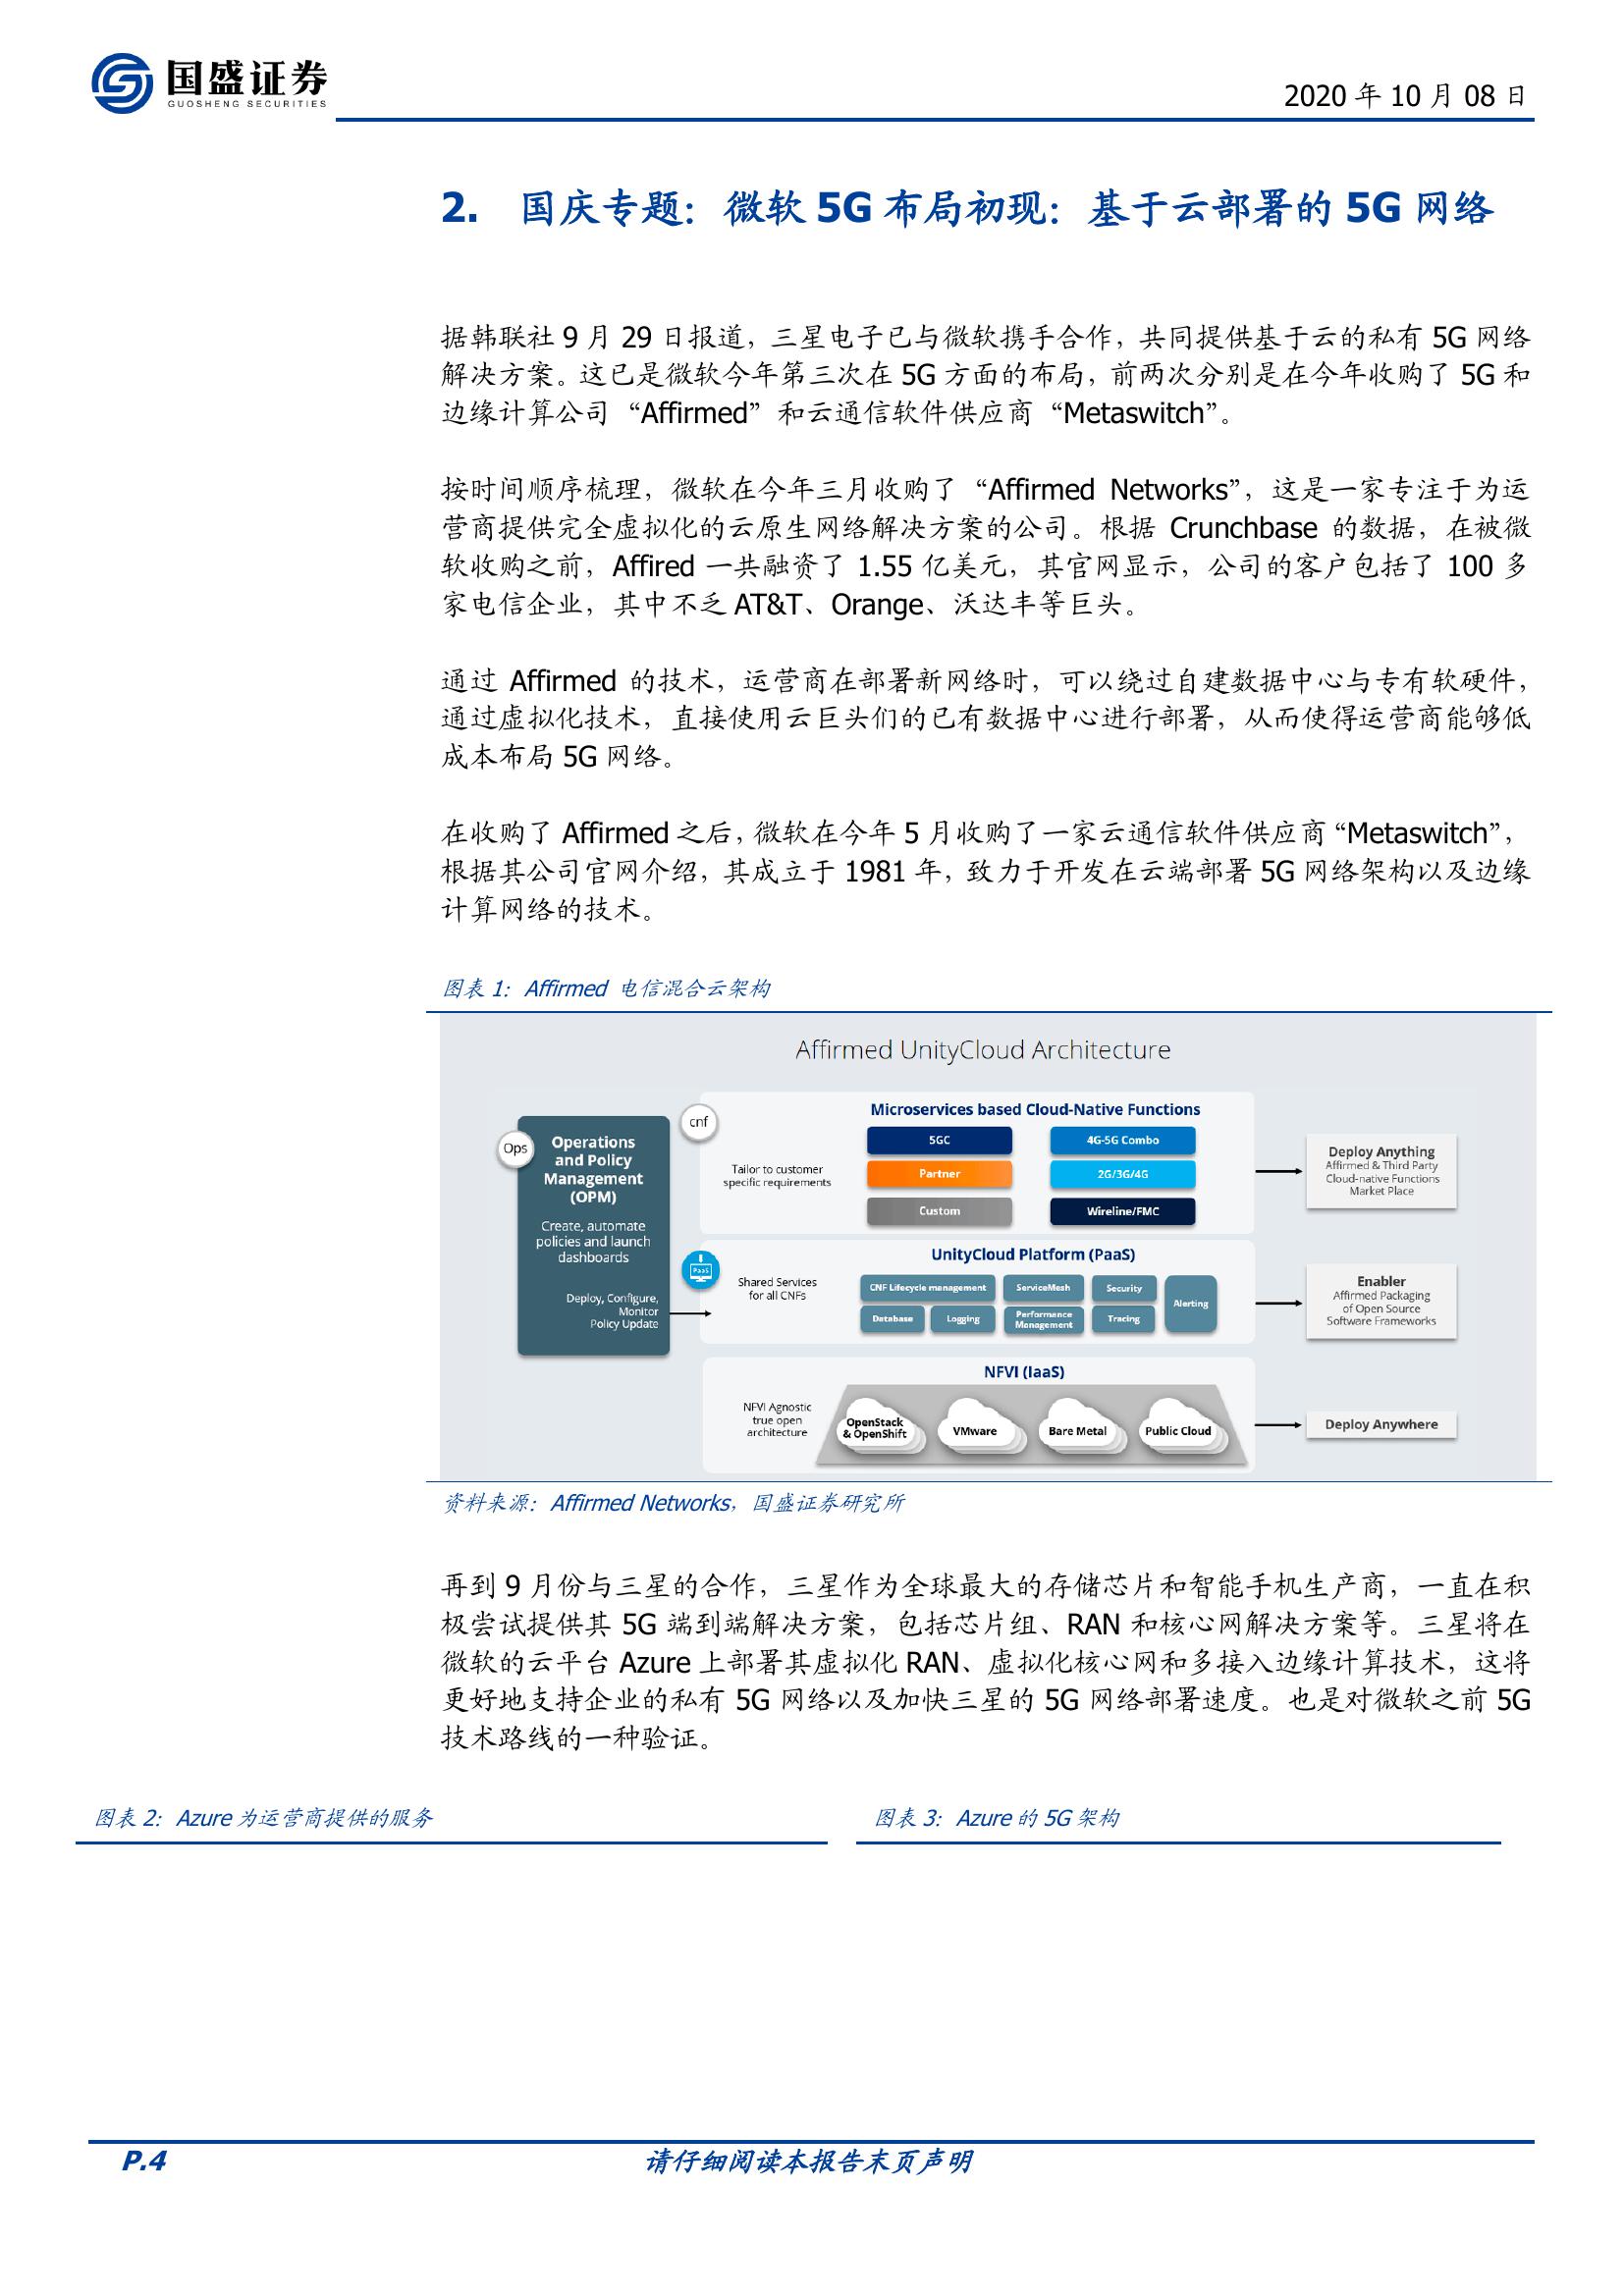 国盛证券
GUOSHENG SECURITIES
2020 年 10 月 08 日
2. 国庆专题：微软 5G 布局初现：基于云部署的 5G 网络
据韩联社 9 月 29 日报道，三星电子已与微软携手合作，共同提供基于云的私有 5G 网络
解决方案。这已是微软今年第三次在 5G 方面的布局，前两次分别是在今年收购了 5G 和
边缘计算公司“Affirmed”和云通信软件供应商“Metaswitch”。
按时间顺序梳理，微软在今年三月收购了“Affirmed Networks”，这是一家专注于为运
营商提供完全虚拟化的云原生网络解决方案的公司。根据 Crunchbase 的数据，在被微
软收购之前，Affired 一共融资了 1.55 亿美元，其官网显示，公司的客户包括了 100 多
家电信企业，其中不乏 AT&T、Orange、沃达丰等巨头。
通过 Affirmed 的技术，运营商在部署新网络时，可以绕过自建数据中心与专有软硬件，
通过虚拟化技术，直接使用云巨头们的已有数据中心进行部署，从而使得运营商能够低
成本布局 5G 网络。
在收购了 Affirmed 之后，微软在今年 5 月收购了一家云通信软件供应商“Metaswitch”，
根据其公司官网介绍，其成立于 1981 年，致力于开发在云端部署 5G 网络架构以及边缘
计算网络的技术。
图表 1：Affirmed 电信混合云架构
Affirmed UnityCloud Architecture
Ops
Operations
and Policy
Management
(OPM)
Create, automate
policies and launch
dashboards
Deploy, Configure,
Monitor
Policy Update
cnf
Microservices based Cloud-Native Functions
Tailor to customer
specific requirements
5GC
4G-5G Combo
Partner
2G/3G/4G
Custom
Wireline/FMC
Deploy Anything
Affirmed & Third Party
Cloud-native Functions
Market Place
PaaS
UnityCloud Platform (PaaS)
Shared Services
for all CNFs
CNF Lifecycle management
ServiceMesh
Security
Alerting
Database
Logging
Performance
Management
Tracing
Enabler
Affirmed Packaging
of Open Source
Software Frameworks
NFVI (IaaS)
NFVI Agnostic
true open
architecture
OpenStack
& OpenShift
VMware
Bare Metal
Public Cloud
Deploy Anywhere
资料来源：Affirmed Networks，国盛证券研究所
再到 9 月份与三星的合作，三星作为全球最大的存储芯片和智能手机生产商，一直在积
极尝试提供其 5G 端到端解决方案，包括芯片组、RAN 和核心网解决方案等。三星将在
微软的云平台 Azure 上部署其虚拟化 RAN、虚拟化核心网和多接入边缘计算技术，这将
更好地支持企业的私有 5G 网络以及加快三星的 5G 网络部署速度。也是对微软之前 5G
技术路线的一种验证。
图表 2：Azure 为运营商提供的服务
图表 3：Azure 的 5G 架构
P.4
请仔细阅读本报告末页声明